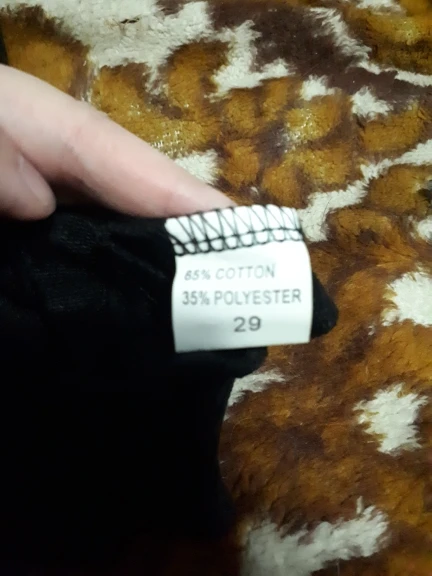 65% COTTON
35% POLYESTER
29